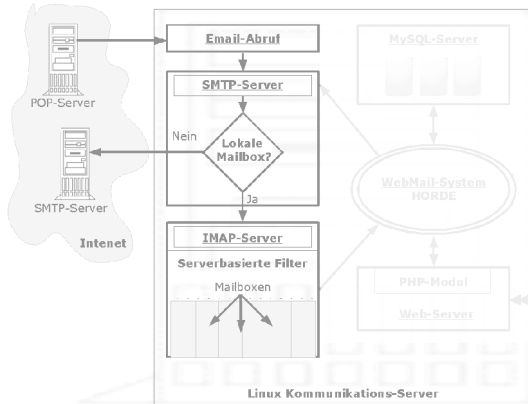 Email-Abruf
MySQL-Server
POP-Server
SMTP-Server
Nein
Lokale
Mailbox?
SMTP-Server
WebMail-System
HORDE
Ja
Intenet
IMAP-Server
Serverbasierte Filter
PHP-Modul
Mailboxen
Web-Server
Linux Kommunikations-Server